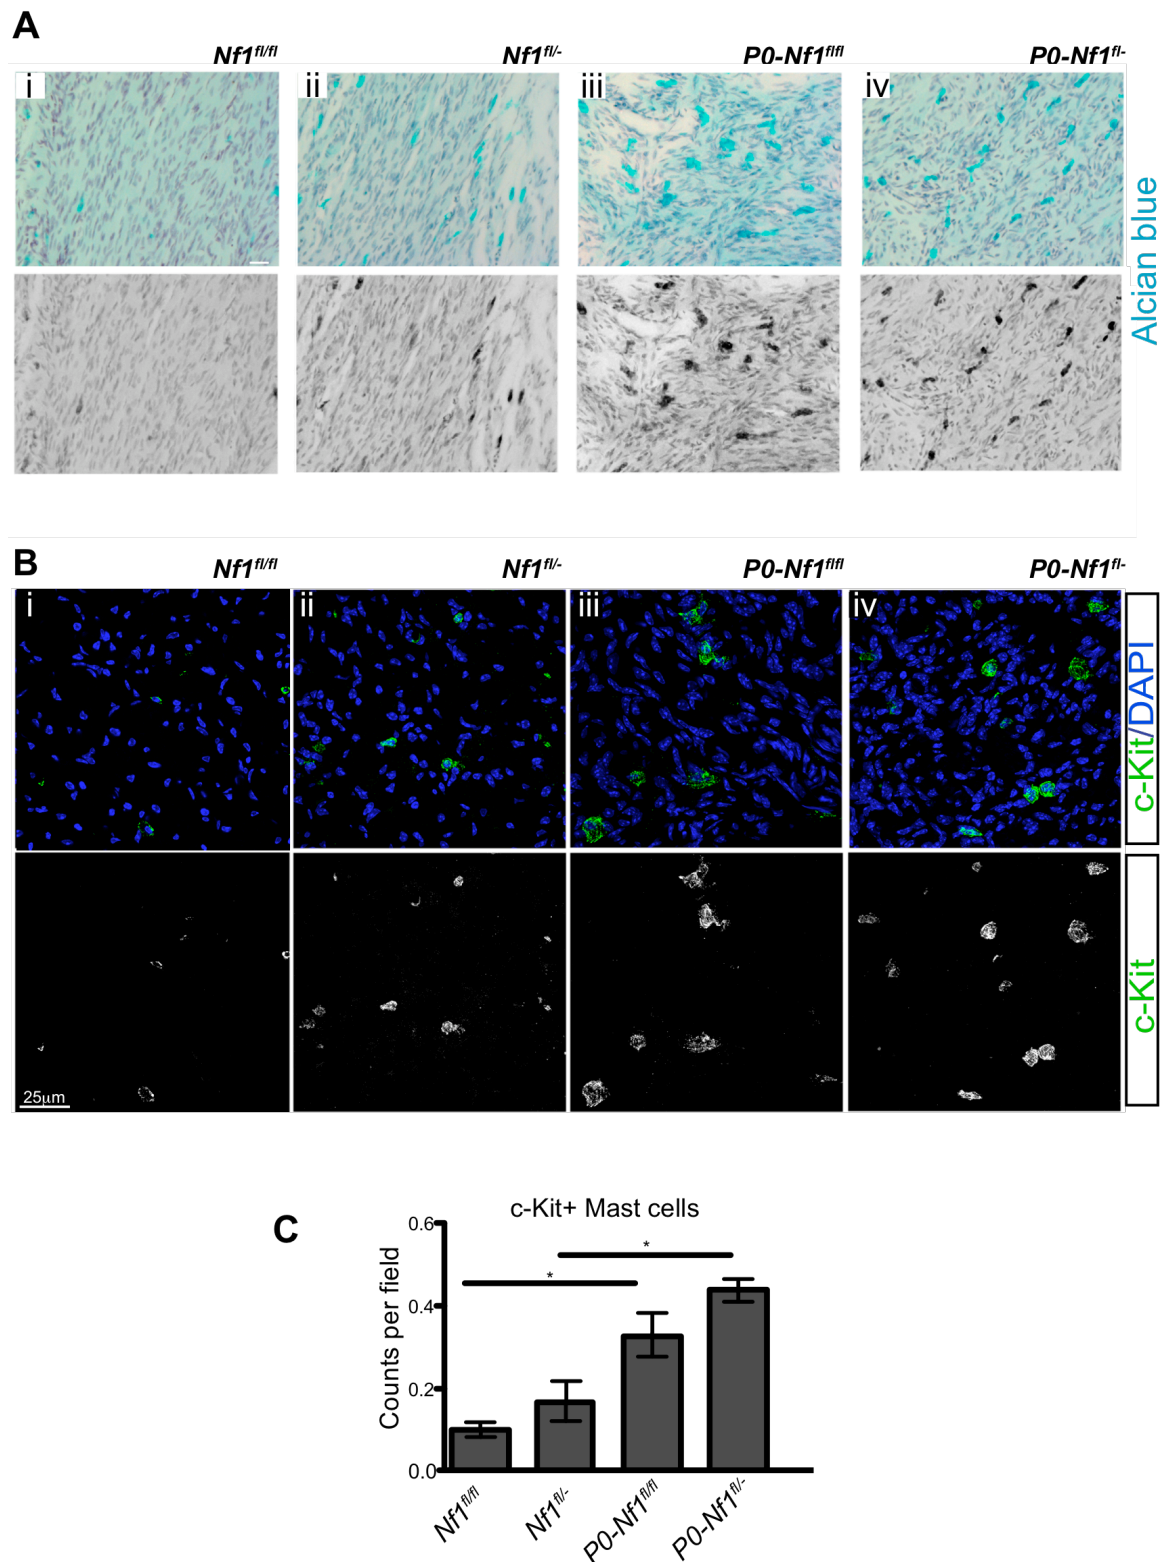 A
Nf1fl/fl Nf1fl/- P0-Nf1flfl P0-Nf1fl-
i ii iii iv
Alcian blue
B
Nf1fl/fl Nf1fl/- P0-Nf1flfl P0-Nf1fl-
i ii iii iv
c-Kit/DAPI
c-Kit
25µm
C
c-Kit+ Mast cells
Counts per field
0.6
0.4
0.2
0.0
*
*
Nf1fl/fl Nf1fl/- P0-Nf1fl/fl P0-Nf1fl/-